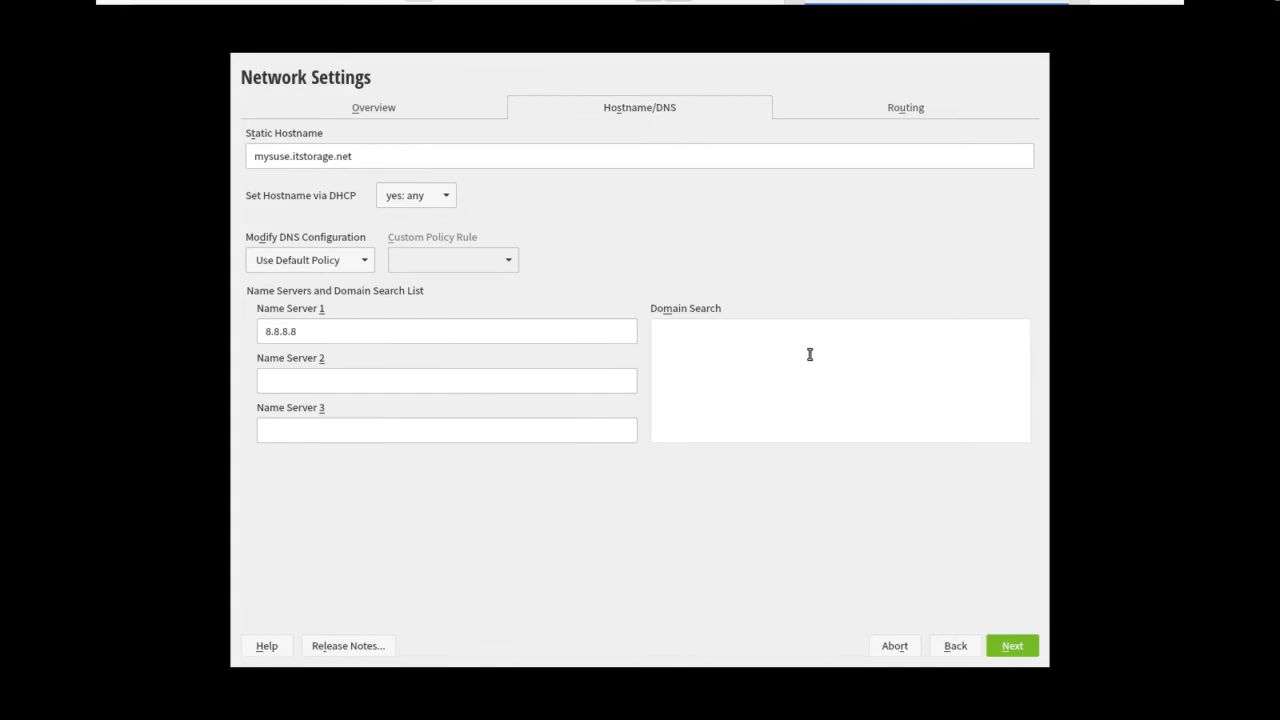 Network Settings
Overview
Hostname/DNS
Routing
Static Hostname
mysuse.itstorage.net
Set Hostname via DHCP
yes: any
Modify DNS Configuration
Custom Policy Rule
Use Default Policy
Name Servers and Domain Search List
Name Server 1
Domain Search
8.8.8.8
Name Server 2
Name Server 3
Help
Release Notes...
Abort
Back
Next